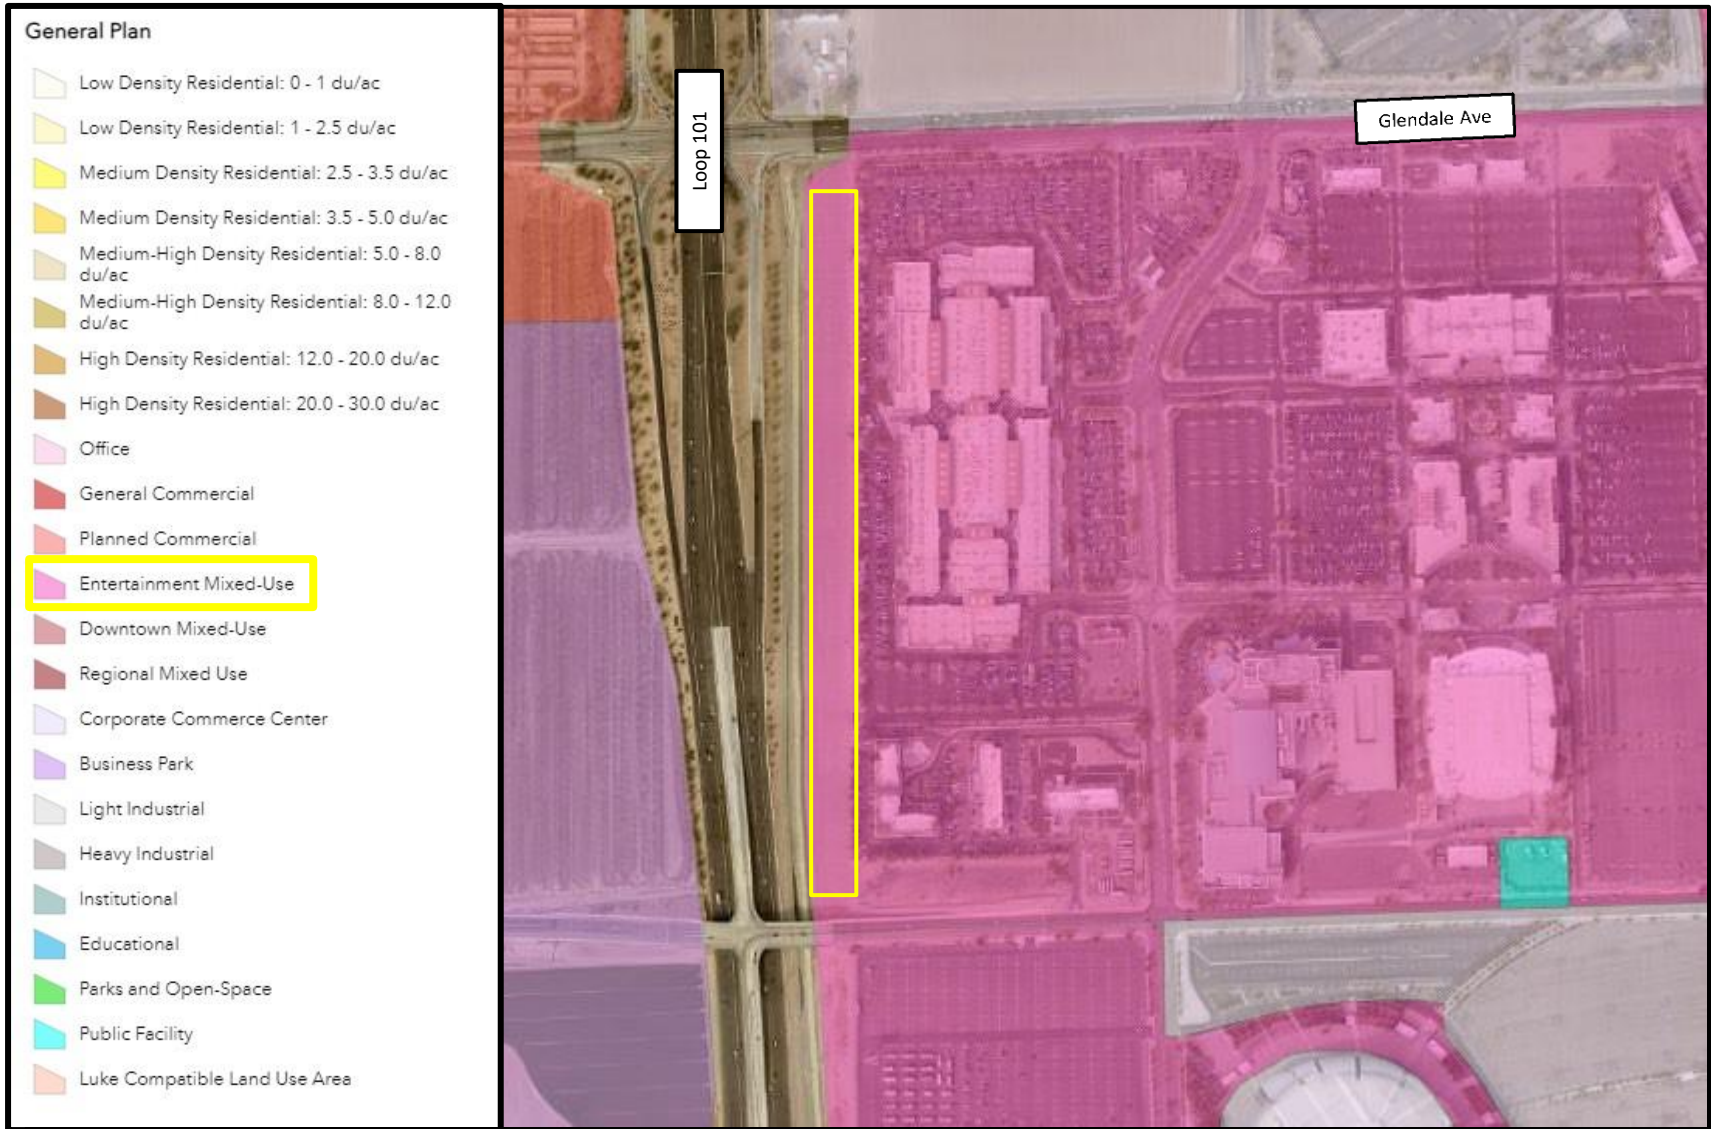 General Plan
Low Density Residential: 0 - 1 du/ac
Low Density Residential: 1 - 2.5 du/ac
Medium Density Residential: 2.5 - 3.5 du/ac
Medium Density Residential: 3.5 - 5.0 du/ac
Medium-High Density Residential: 5.0 - 8.0
du/ac
Medium-High Density Residential: 8.0 - 12.0
du/ac
High Density Residential: 12.0 - 20.0 du/ac
High Density Residential: 20.0 - 30.0 du/ac
Office
General Commercial
Planned Commercial
Entertainment Mixed-Use
Downtown Mixed-Use
Regional Mixed Use
Corporate Commerce Center
Business Park
Light Industrial
Heavy Industrial
Institutional
Educational
Parks and Open-Space
Public Facility
Luke Compatible Land Use Area
Loop 101
Glendale Ave